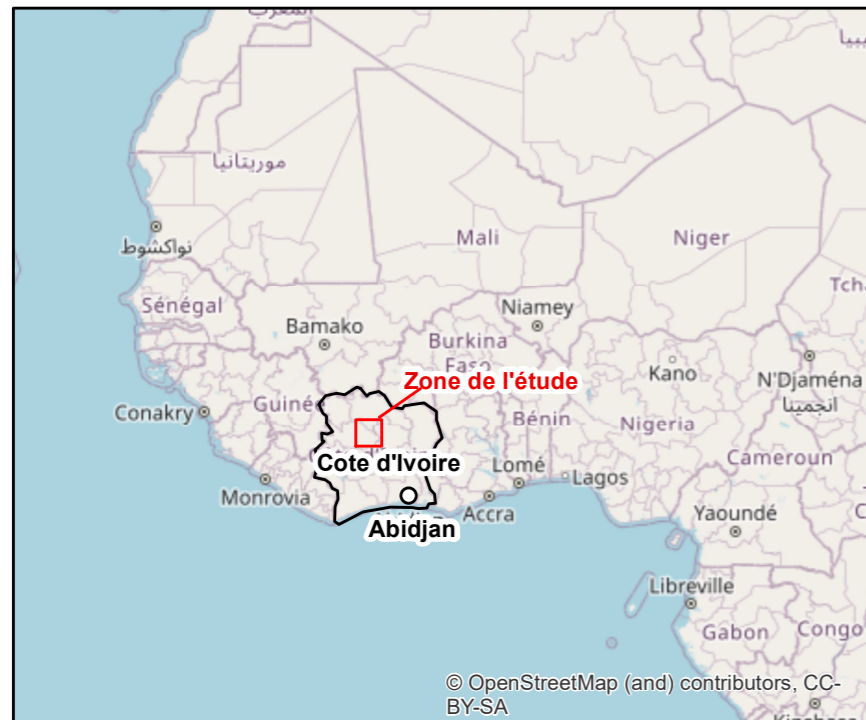 موريتانيا
نواكشوط
Mali
Niger
Sénégal
Niamey
Bamako
Burkina
Faso
Kano
N'Djaména
انجمينا
Zone de l'étude
Conakry
Bénin
Nigeria
Cote d'Ivoire
Cameroun
Lomé
Lagos
Monrovia
Accra
Abidjan
Yaoundé
Libreville
Gabon
Congo
© OpenStreetMap (and) contributors, CC-
BY-SA